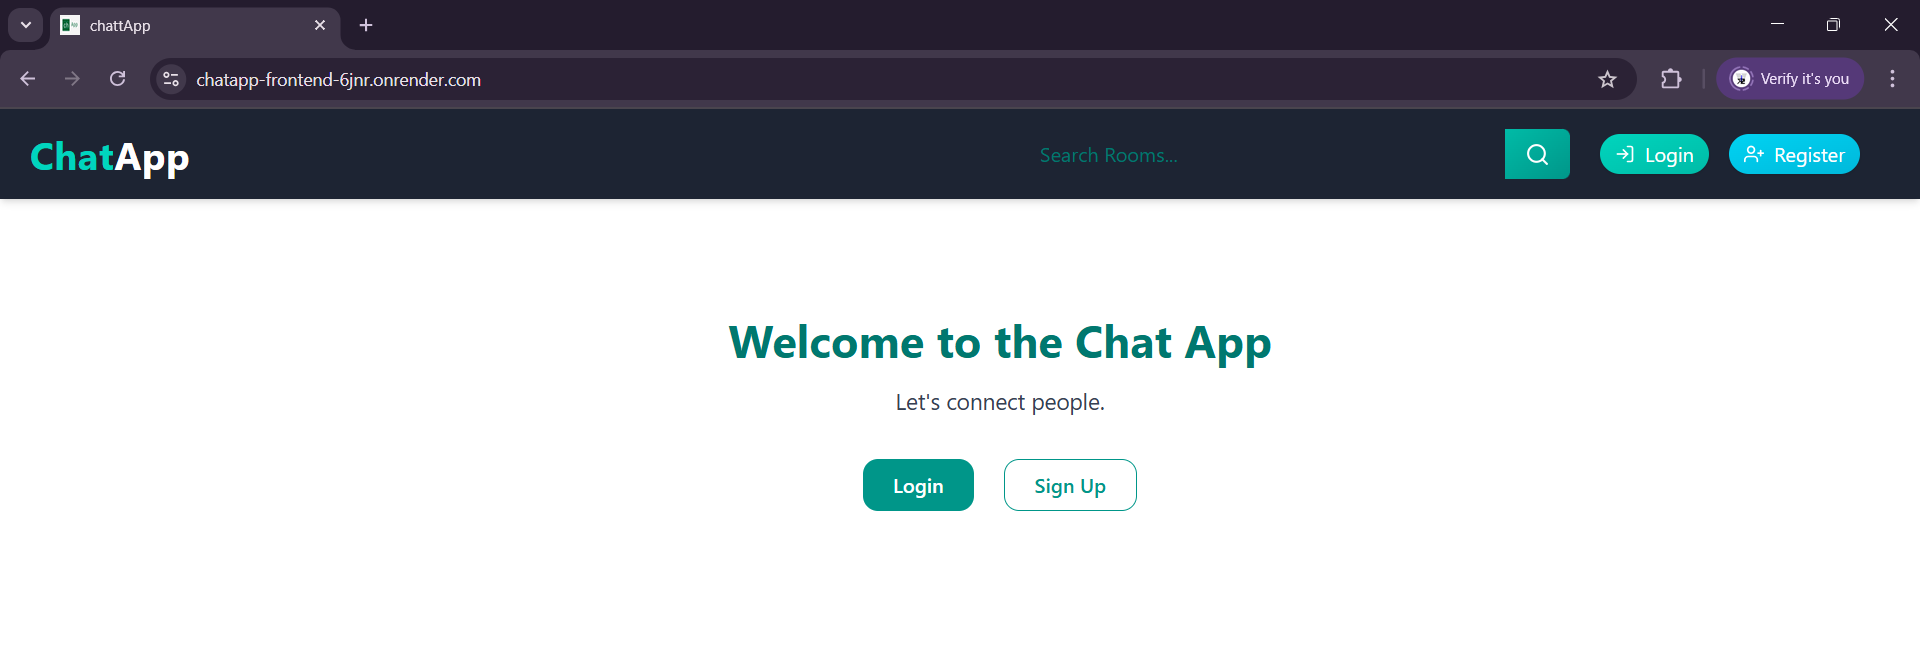 chattApp
chatapp-frontend-6jnr.onrender.com
Verify it's you
ChatApp
Search Rooms...
Login
Register
Welcome to the Chat App
Let's connect people.
Login
Sign Up